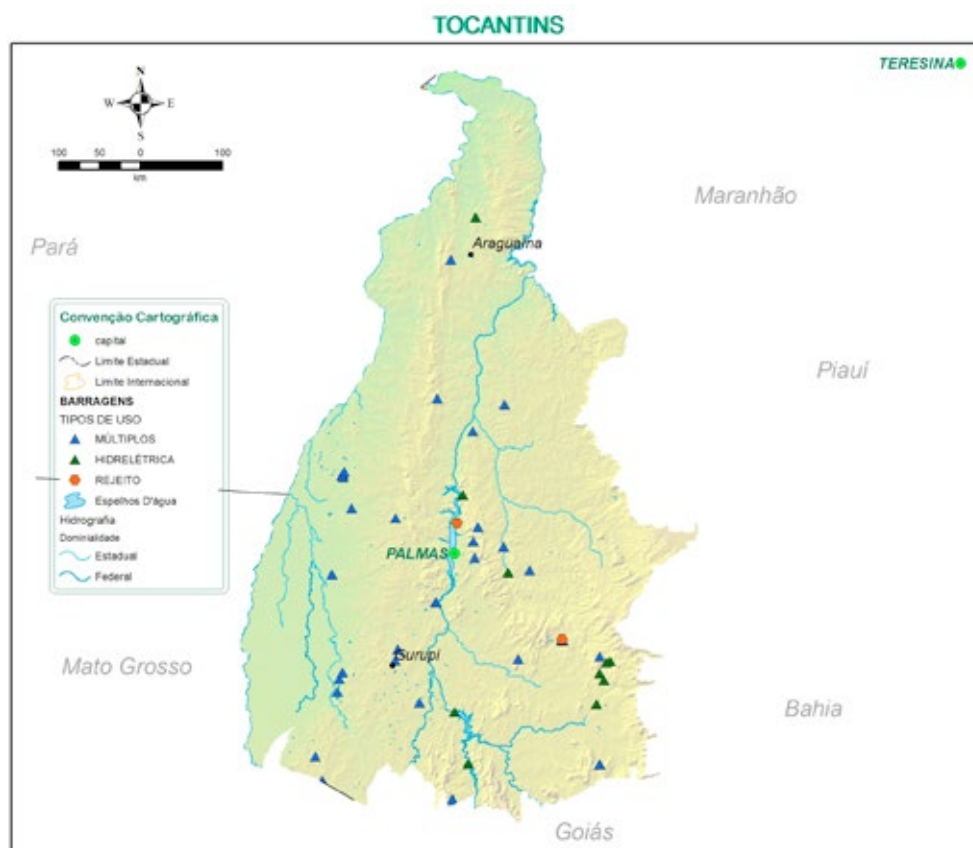 TOCANTINS
TERESINA
N
W E
S
100 50 0 100
km
Maranhão
Pará
Araguaína
Convenção Cartográfica
capital
Limite Estadual
Limite Internacional
BARRAGENS
TIPOS DE USO
MÚLTIPLOS
HIDRELÉTRICA
REJEITO
Espelhos D'água
Hidrografia
Dominialidade
Estadual
Federal
Piauí
PALMAS
Gurupi
Mato Grosso
Bahia
Goiás